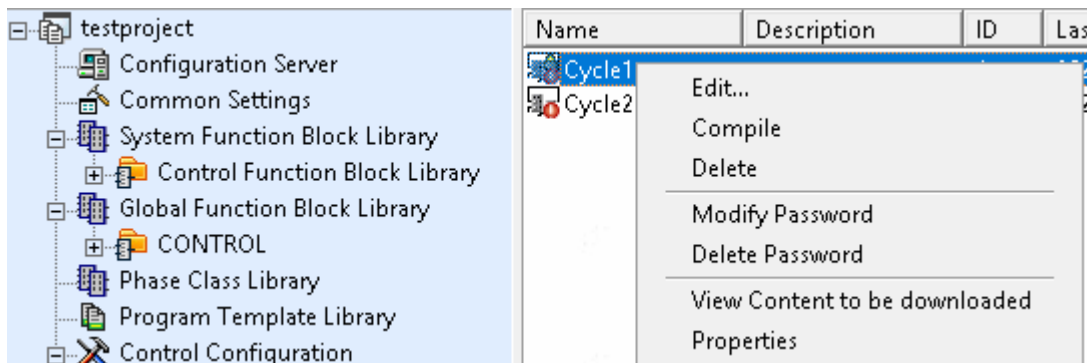 testproject
Configuration Server
Common Settings
System Function Block Library
Control Function Block Library
Global Function Block Library
CONTROL
Phase Class Library
Program Template Library
Control Configuration
Name Description ID Las
Cycle1
Cycle2
Edit...
Compile
Delete
Modify Password
Delete Password
View Content to be downloaded
Properties